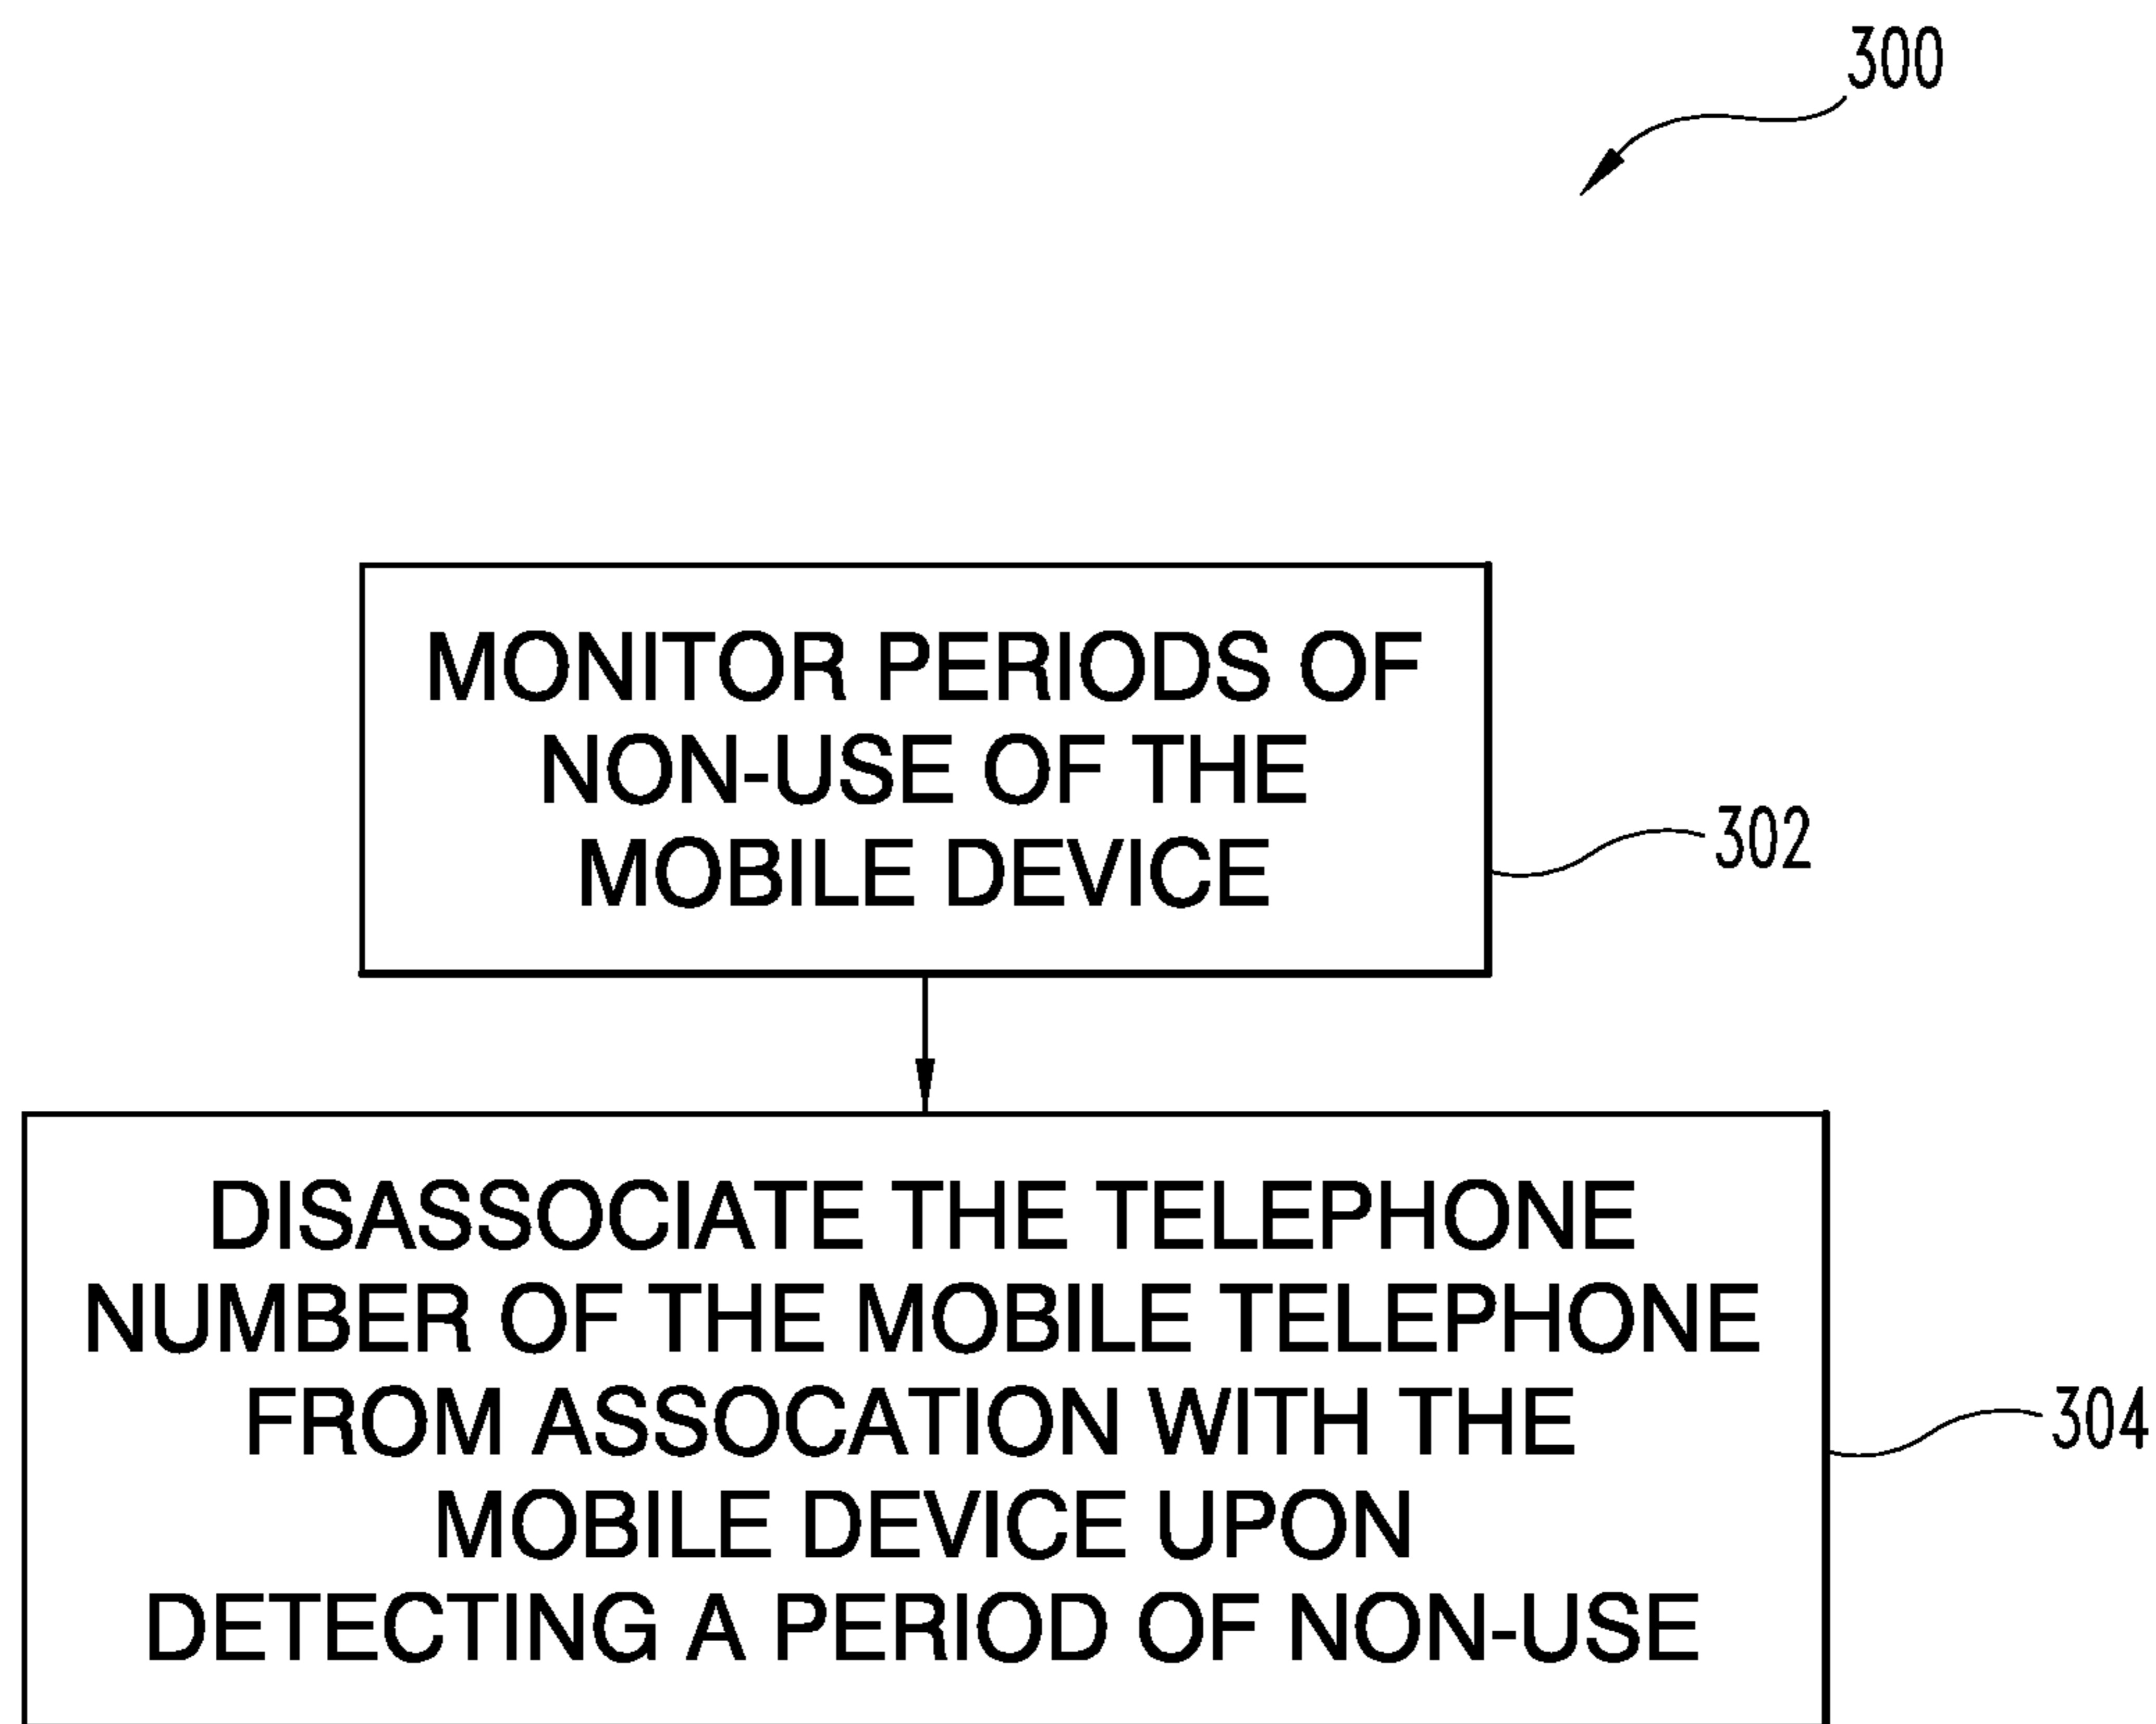 300
MONITOR PERIODS OF
NON-USE OF THE
MOBILE DEVICE
302
DISASSOCIATE THE TELEPHONE
NUMBER OF THE MOBILE TELEPHONE
FROM ASSOCATION WITH THE
MOBILE DEVICE UPON
DETECTING A PERIOD OF NON-USE
304